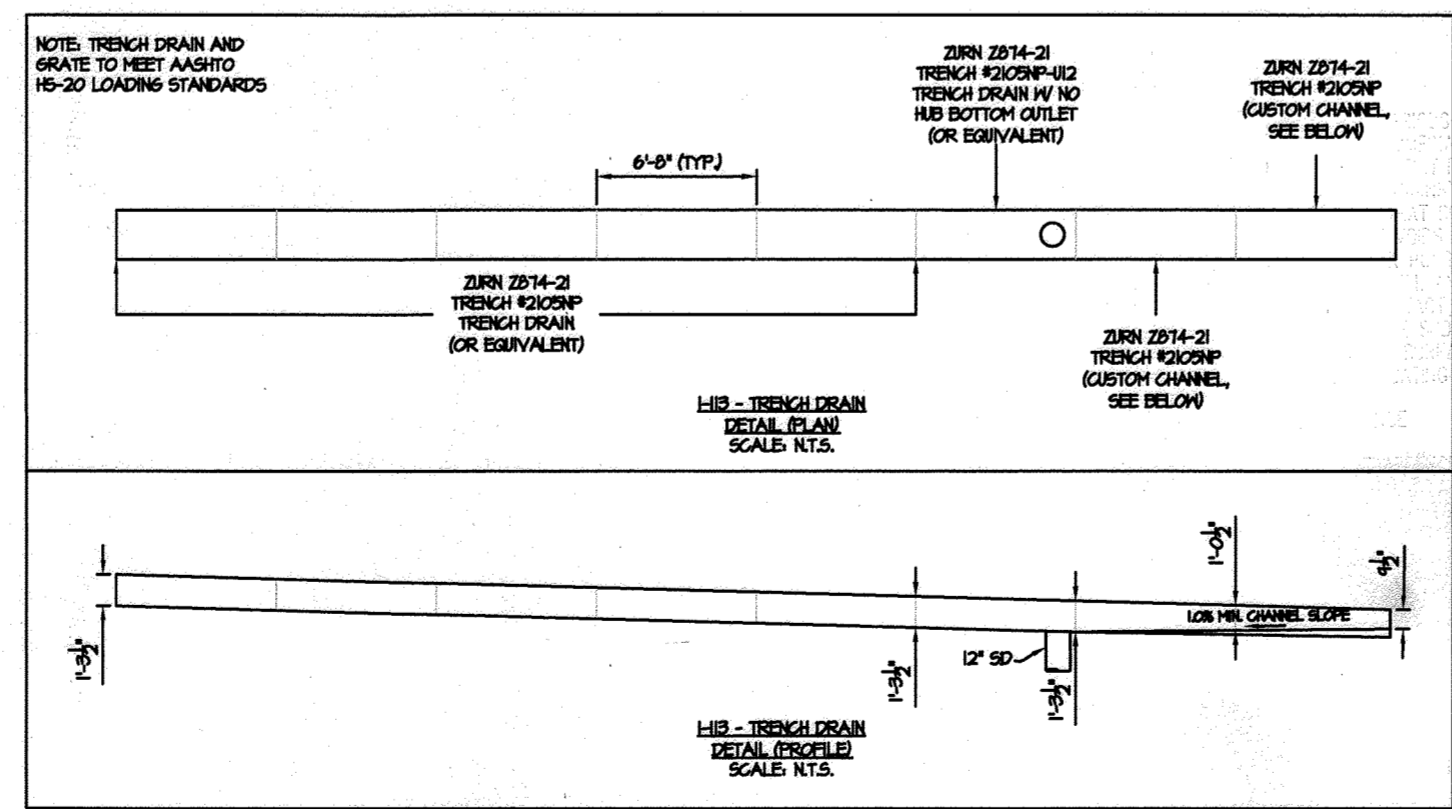 NOTE: TRENCH DRAIN AND
GRATE TO MEET AASHTO
HS-20 LOADING STANDARDS
ZURN Z874-21
TRENCH #2105NP-U12
TRENCH DRAIN W/ NO
HUB BOTTOM OUTLET
(OR EQUIVALENT)
ZURN Z874-21
TRENCH #2105NP
(CUSTOM CHANNEL,
SEE BELOW)
6'-8" (TYP.)
ZURN Z874-21
TRENCH #2105NP
TRENCH DRAIN
(OR EQUIVALENT)
ZURN Z874-21
TRENCH #2105NP
(CUSTOM CHANNEL,
SEE BELOW)
I-113 - TRENCH DRAIN
DETAIL (PLAN)
SCALE: N.T.S.
1'-3½"
1'-3½"
12" SD
1'-3½"
1'-0½"
9½"
1.0% MIN. CHANNEL SLOPE
I-113 - TRENCH DRAIN
DETAIL (PROFILE)
SCALE: N.T.S.